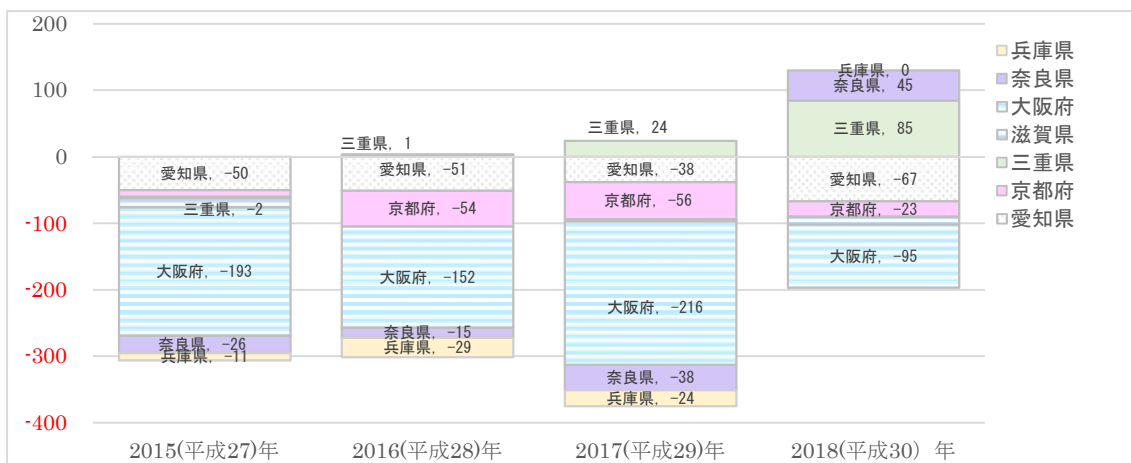 200
100
0
-100
-200
-300
-400
愛知県, -50
三重県, -2
大阪府, -193
奈良県, -26
兵庫県, -11
三重県, 1
愛知県, -51
京都府, -54
大阪府, -152
奈良県, -15
兵庫県, -29
三重県, 24
愛知県, -38
京都府, -56
大阪府, -216
奈良県, -38
兵庫県, -24
兵庫県, 0
奈良県, 45
三重県, 85
愛知県, -67
京都府, -23
大阪府, -95
2015(平成27)年
2016(平成28)年
2017(平成29)年
2018(平成30）年
兵庫県
奈良県
大阪府
滋賀県
三重県
京都府
愛知県